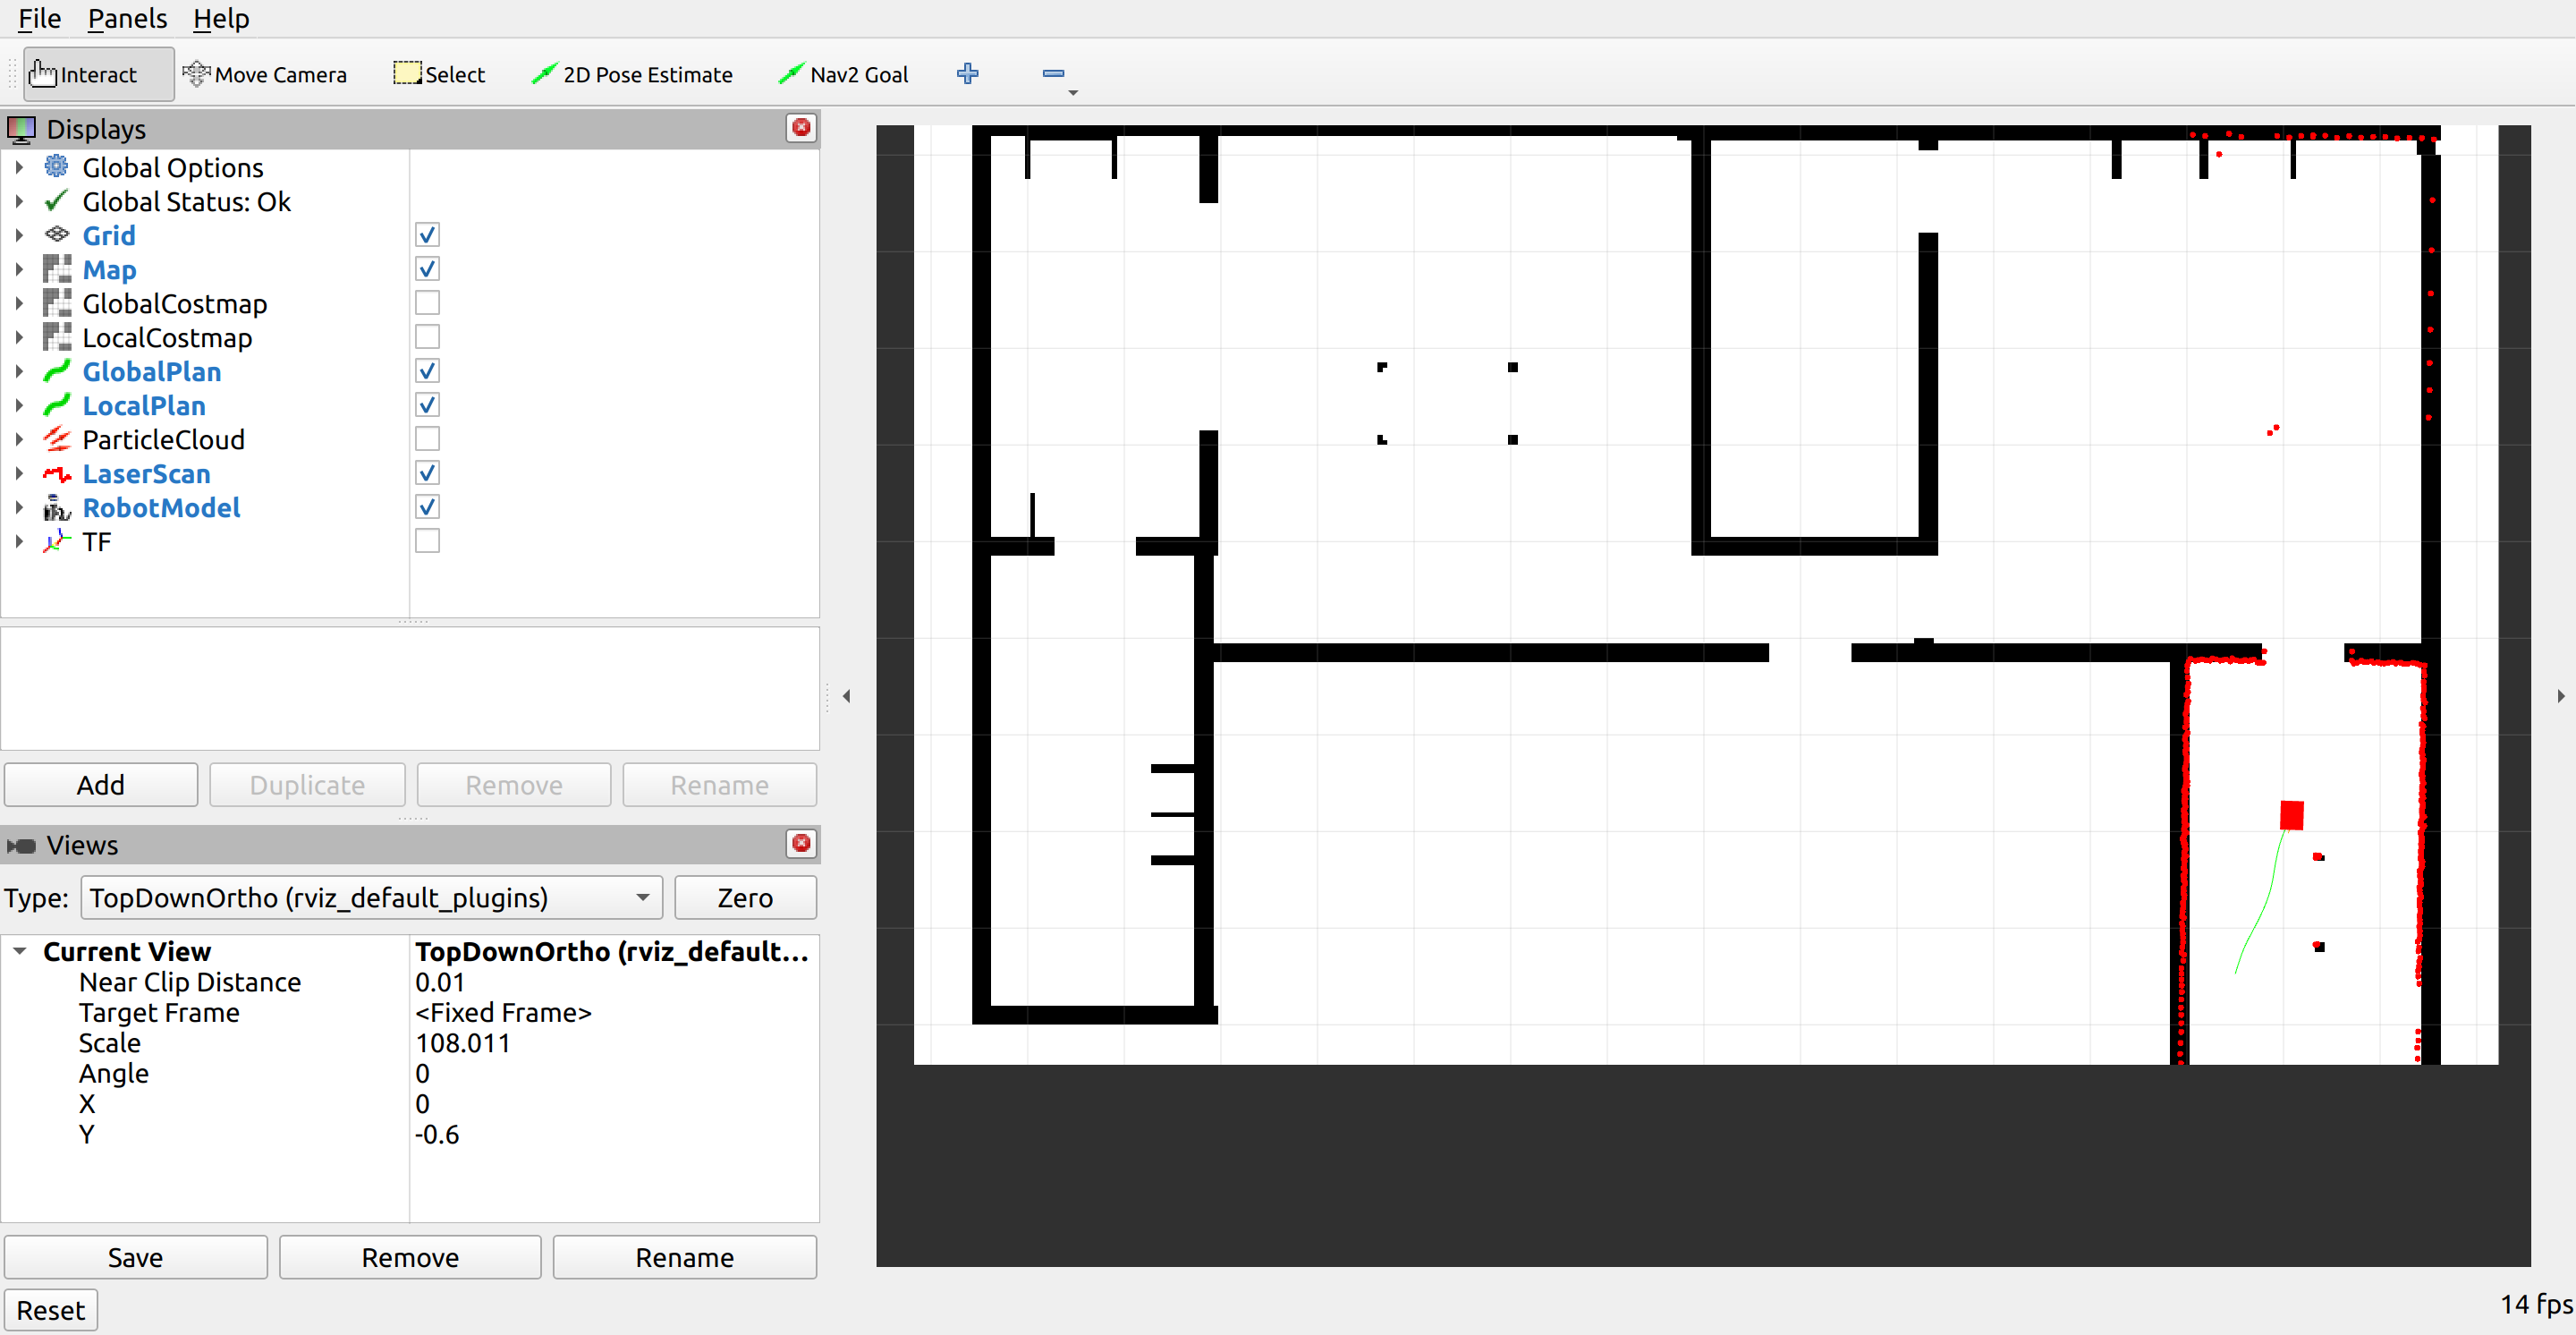 File Panels Help
Interact Move Camera Select 2D Pose Estimate Nav2 Goal
Displays
Global Options
Global Status: Ok
Grid
Map
GlobalCostmap
LocalCostmap
GlobalPlan
LocalPlan
ParticleCloud
LaserScan
RobotModel
TF
Add Duplicate Remove Rename
Views
Type: TopDownOrtho (rviz_default_plugins) Zero
Current View TopDownOrtho (rviz_default...
Near Clip Distance 0.01
Target Frame <Fixed Frame>
Scale 108.011
Angle 0
X 0
Y -0.6
Save Remove Rename
Reset
14 fps